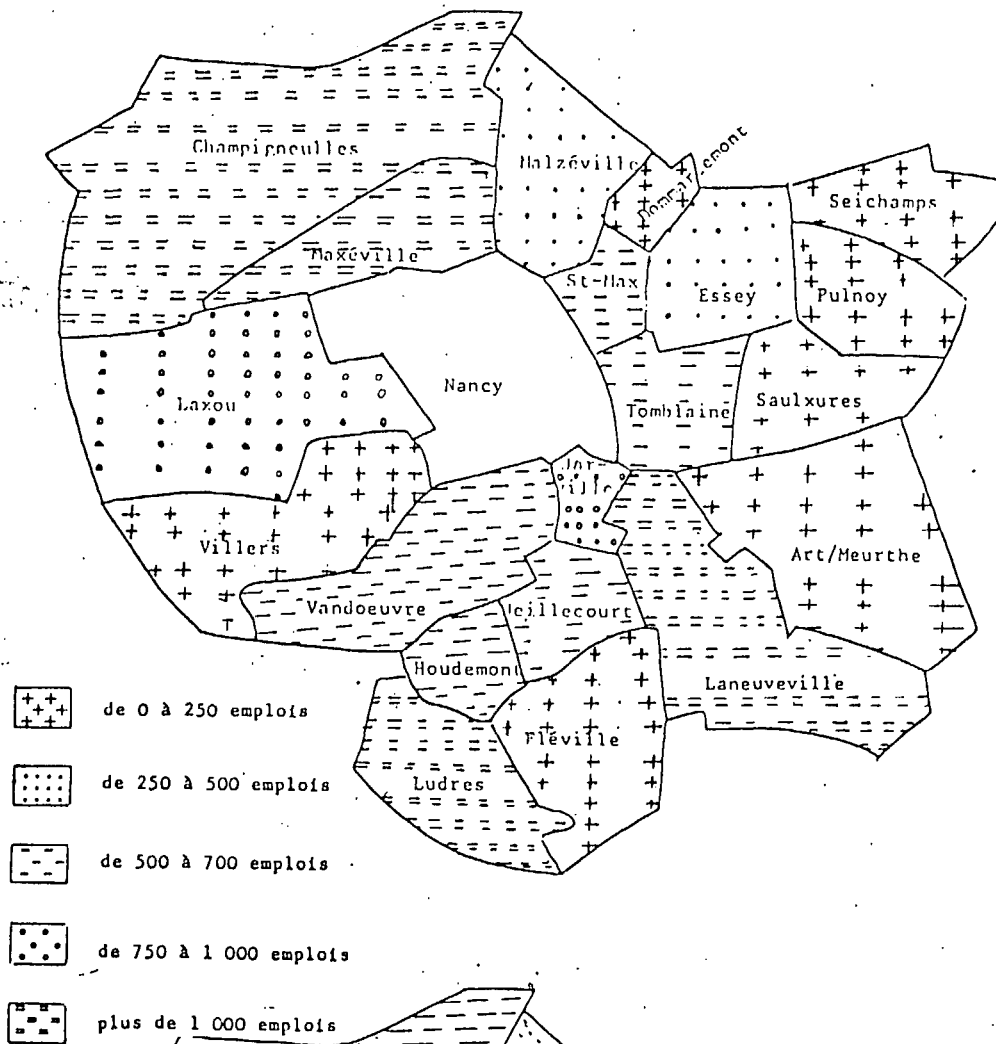 Champigneulles
Malzéville
Dommartemont
Seichamps
Maxéville
St-Max
Essey
Pulnoy
Nancy
Laxou
Tomblaine
Saulxures
Jar-
ville
Villers
Art/Meurthe
Vandoeuvre
Heillecourt
Houdemont
Laneuveville
Fléville
Ludres
de 0 à 250 emplois
de 250 à 500 emplois
de 500 à 700 emplois
de 750 à 1 000 emplois
plus de 1 000 emplois